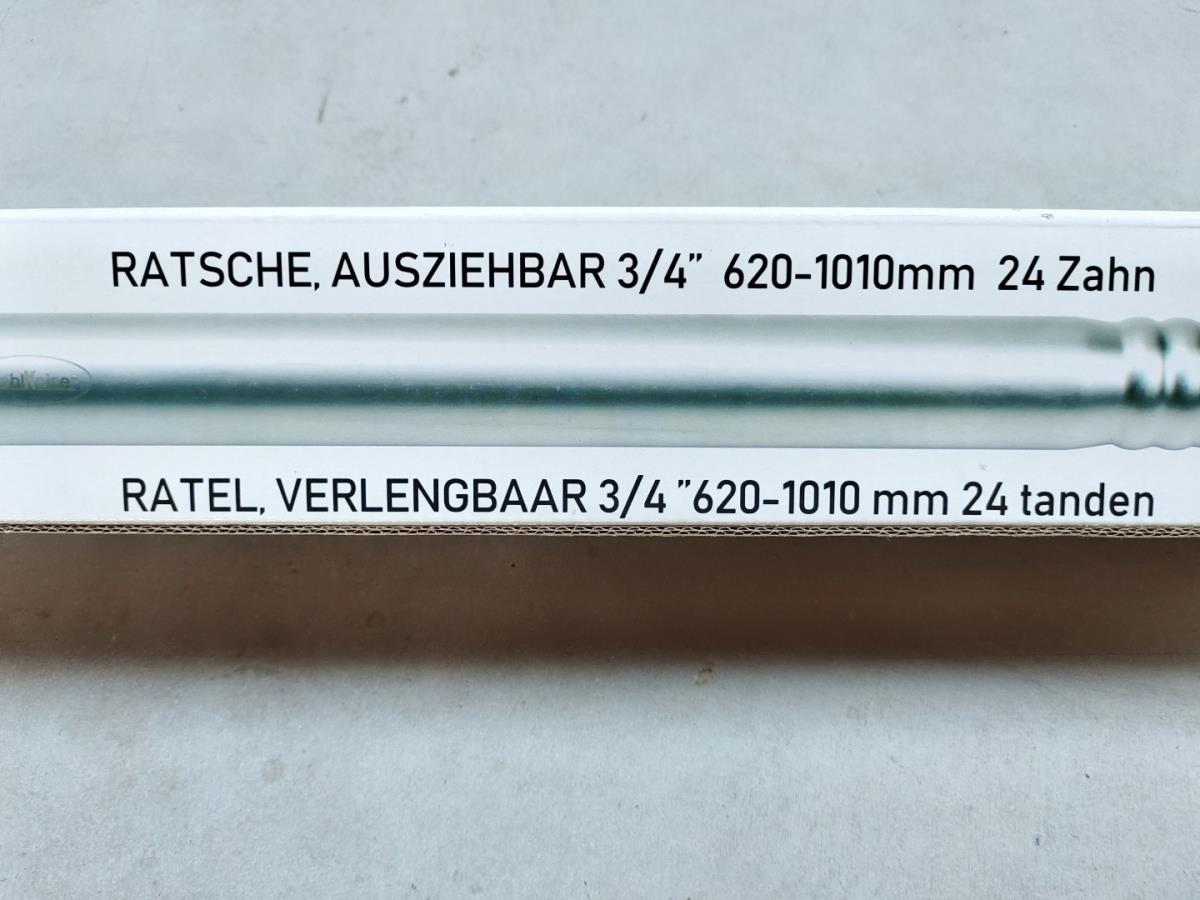 RATSCHE, AUSZIEHBAR 3/4” 620-1010mm 24 Zahn
RATEL, VERLENGBAAR 3/4 ”620-1010 mm 24 tanden